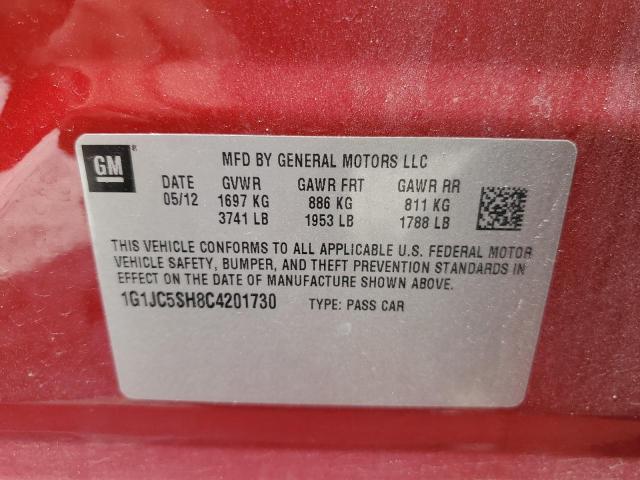 GM ®
MFD BY GENERAL MOTORS LLC
DATE GVWR GAWR FRT GAWR RR
05/12 1697 KG 886 KG 811 KG
3741 LB 1953 LB 1788 LB
THIS VEHICLE CONFORMS TO ALL APPLICABLE U.S. FEDERAL MOTOR
VEHICLE SAFETY, BUMPER, AND THEFT PREVENTION STANDARDS IN
EFFECT ON THE DATE OF MANUFACTURE SHOWN ABOVE.
1G1JC5SH8C4201730 TYPE: PASS CAR